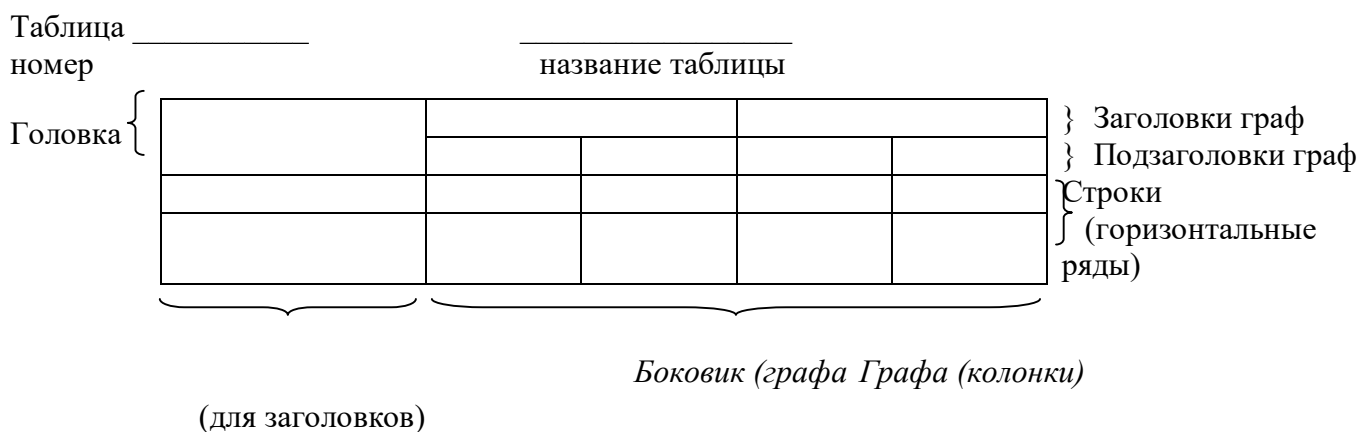 Таблица ___________ _________________
номер название таблицы
Головка
} Заголовки граф
} Подзаголовки граф
Строки
(горизонтальные
ряды)
Боковик (графа Графа (колонки)
(для заголовков)